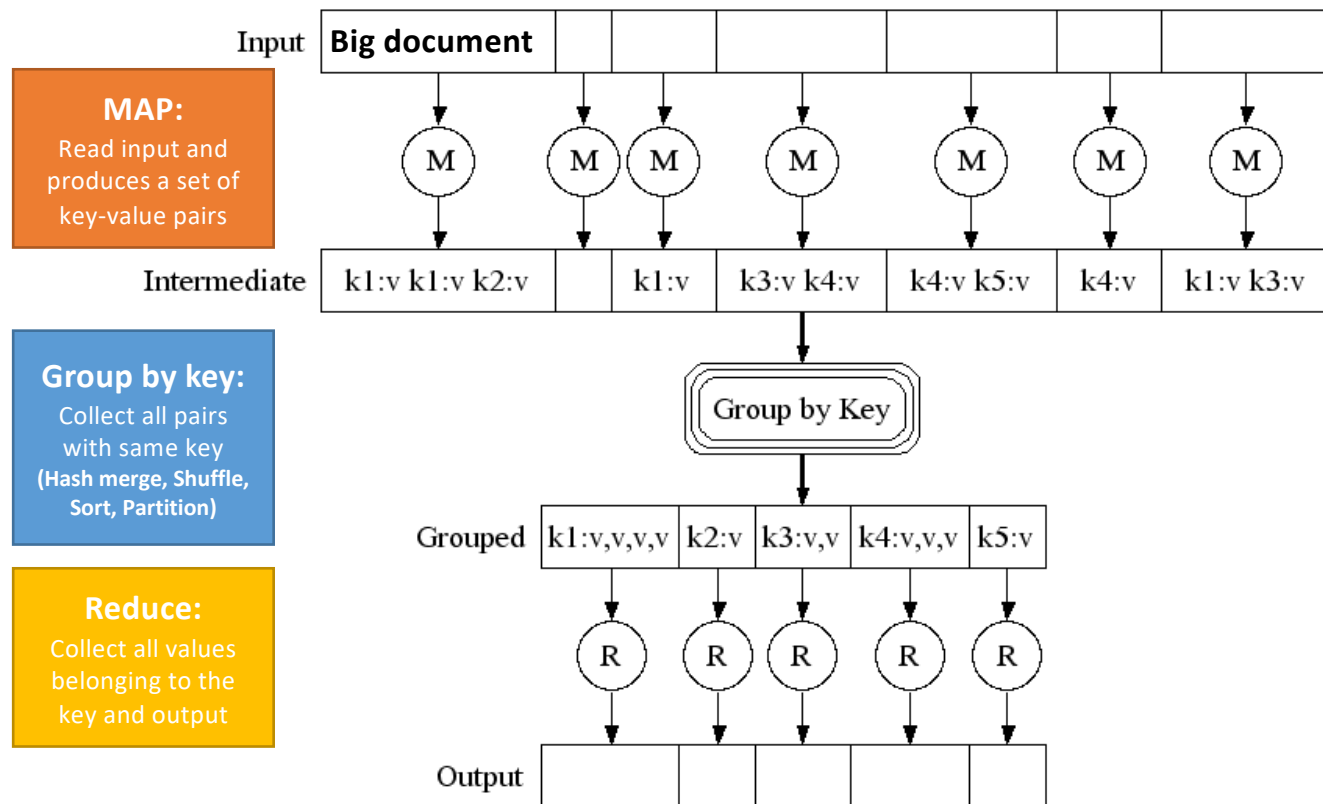 Input
Big document
MAP:
Read input and
produces a set of
key-value pairs
M M M M M M M
Intermediate
k1:v k1:v k2:v
k1:v
k3:v k4:v
k4:v k5:v
k4:v
k1:v k3:v
Group by key:
Collect all pairs
with same key
(Hash merge, Shuffle,
Sort, Partition)
Group by Key
Grouped
k1:v,v,v,v
k2:v
k3:v,v
k4:v,v,v
k5:v
Reduce:
Collect all values
belonging to the
key and output
R R R R R
Output